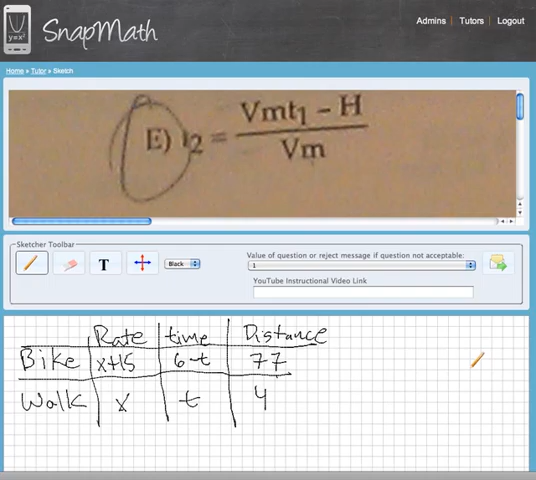 Admins | Tutors | Logout
y=x²
SnapMath
Home » Tutor » Sketch
E) t2 = Vmt1 – H
Vm
Sketcher Toolbar
T
Black
Value of question or reject message if question not acceptable:
1
YouTube Instructional Video Link
Rate time Distance
Bike x+15 6-t 77
Walk x t 4